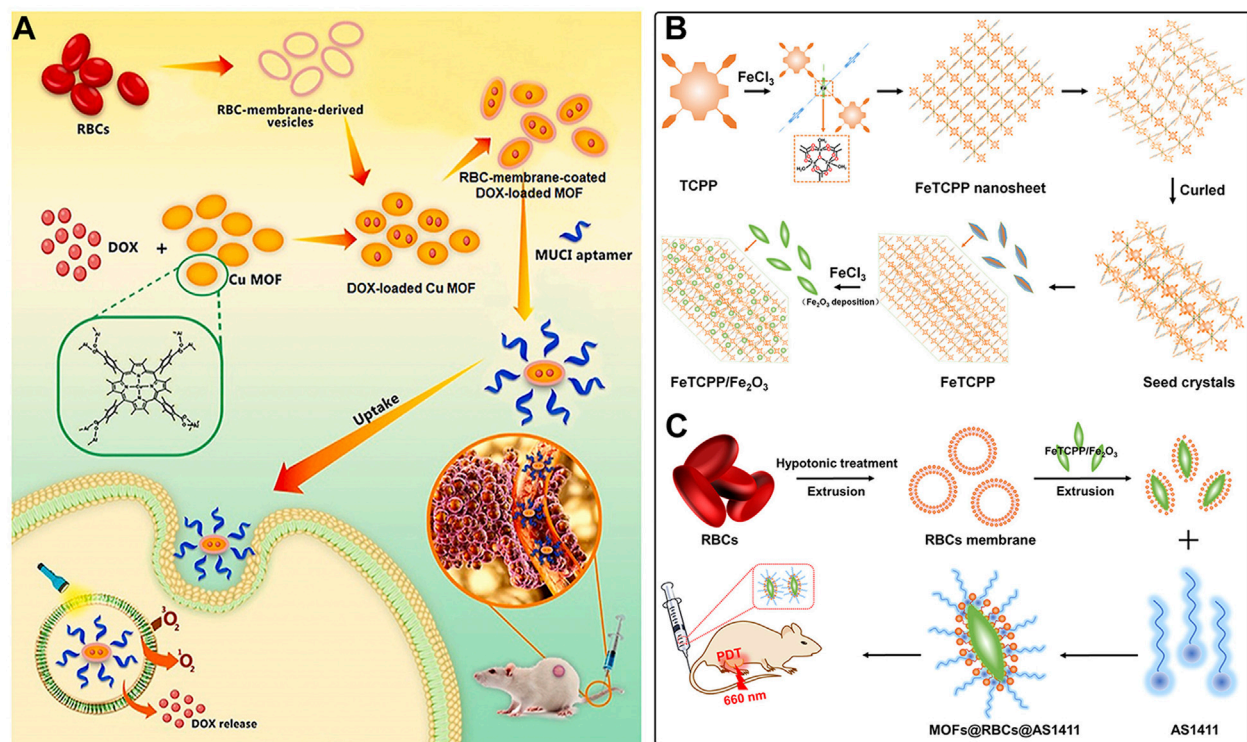 A
RBCs
RBC-membrane-derived
vesicles
RBC-membrane-coated
DOX-loaded MOF
DOX
+
Cu MOF
DOX-loaded Cu MOF
MUCI aptamer
Uptake
³O₂
¹O₂
DOX release
B
FeCl₃
TCPP
FeTCPP nanosheet
Curled
FeCl₃
(Fe₂O₃ deposition)
FeTCPP/Fe₂O₃
FeTCPP
Seed crystals
C
Hypotonic treatment
Extrusion
FeTCPP/Fe₂O₃
Extrusion
RBCs
RBCs membrane
+
PDT
660 nm
MOFs@RBCs@AS1411
AS1411